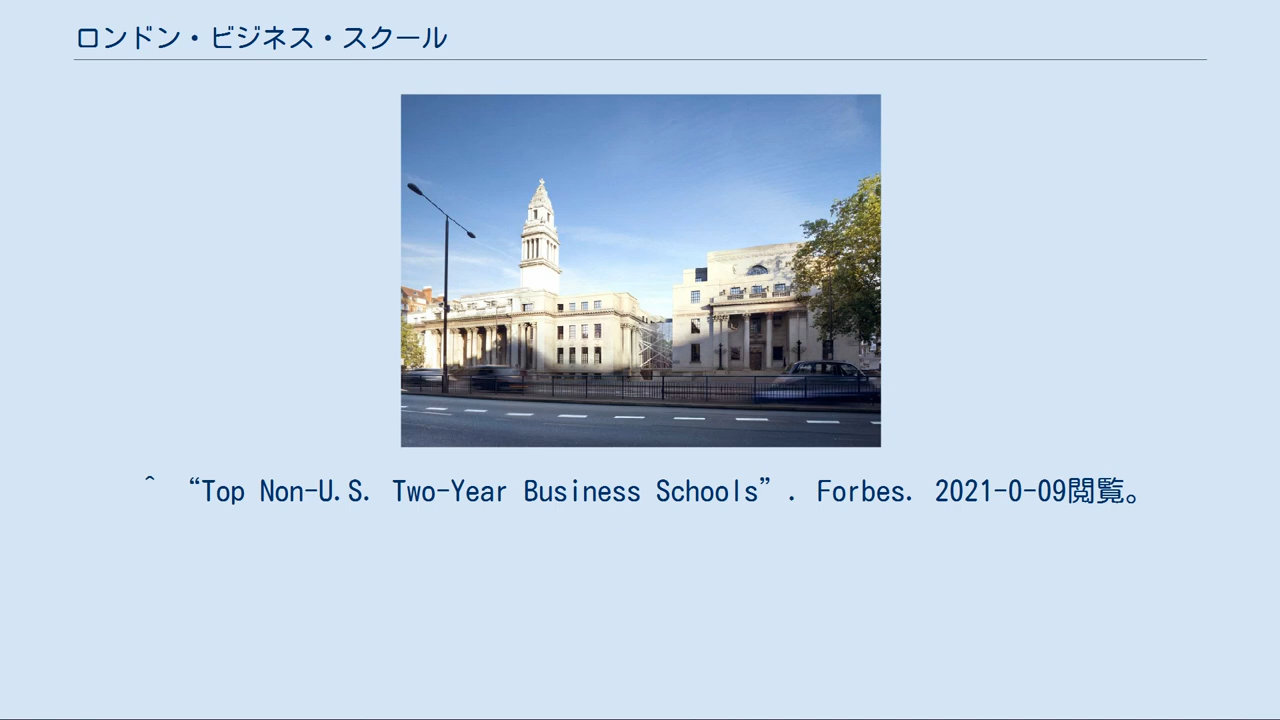 ロンドン・ビジネス・スクール
^ “Top Non-U.S. Two-Year Business Schools”. Forbes. 2021-0-09閲覧。